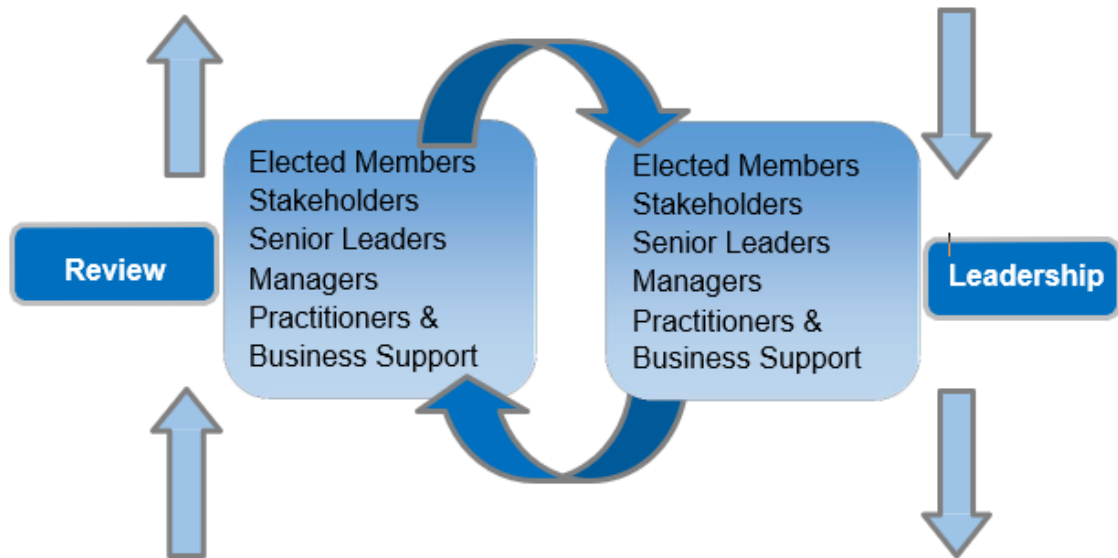 Review
Elected Members
Stakeholders
Senior Leaders
Managers
Practitioners &
Business Support
Elected Members
Stakeholders
Senior Leaders
Managers
Practitioners &
Business Support
Leadership